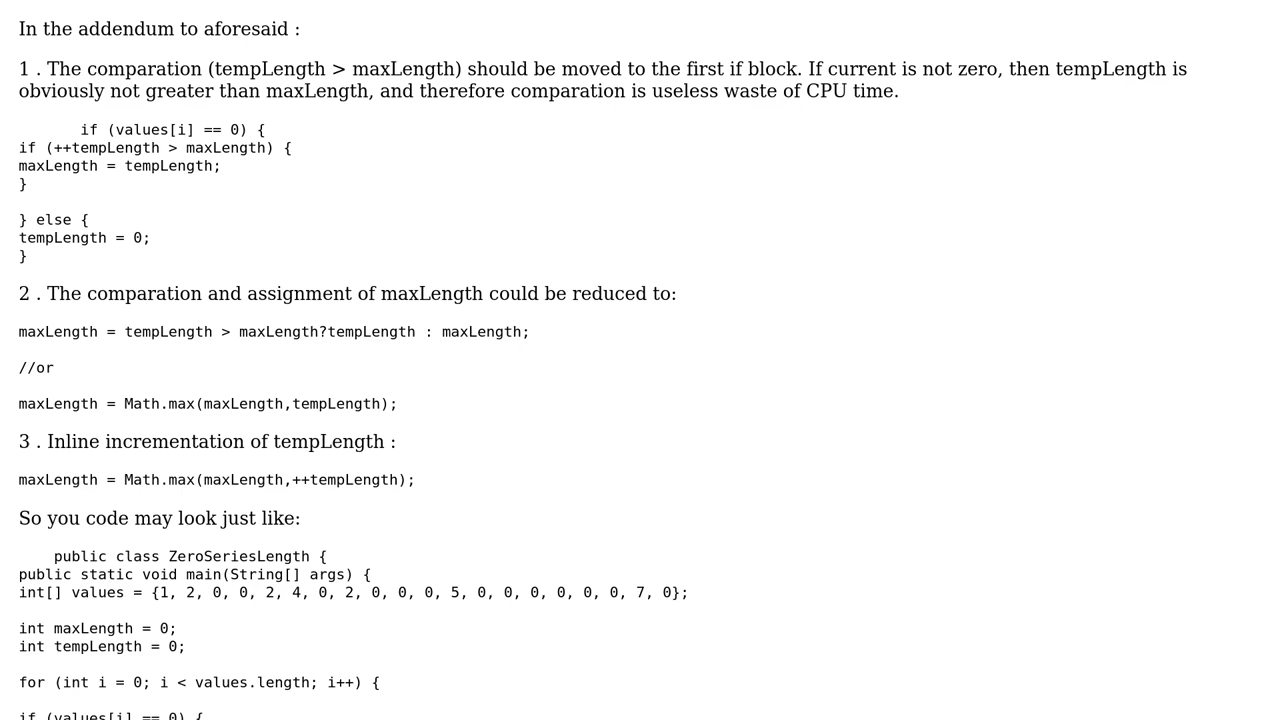 In the addendum to aforesaid :
1 . The comparation (tempLength > maxLength) should be moved to the first if block. If current is not zero, then tempLength is
obviously not greater than maxLength, and therefore comparation is useless waste of CPU time.
if (values[i] == 0) {
if (++tempLength > maxLength) {
maxLength = tempLength;
}
} else {
tempLength = 0;
}
2 . The comparation and assignment of maxLength could be reduced to:
maxLength = tempLength > maxLength?tempLength : maxLength;
//or
maxLength = Math.max(maxLength,tempLength);
3 . Inline incrementation of tempLength :
maxLength = Math.max(maxLength,++tempLength);
So you code may look just like:
public class ZeroSeriesLength {
public static void main(String[] args) {
int[] values = {1, 2, 0, 0, 2, 4, 0, 2, 0, 0, 0, 5, 0, 0, 0, 0, 0, 0, 7, 0};
int maxLength = 0;
int tempLength = 0;
for (int i = 0; i < values.length; i++) {
if (values[i] == 0) {